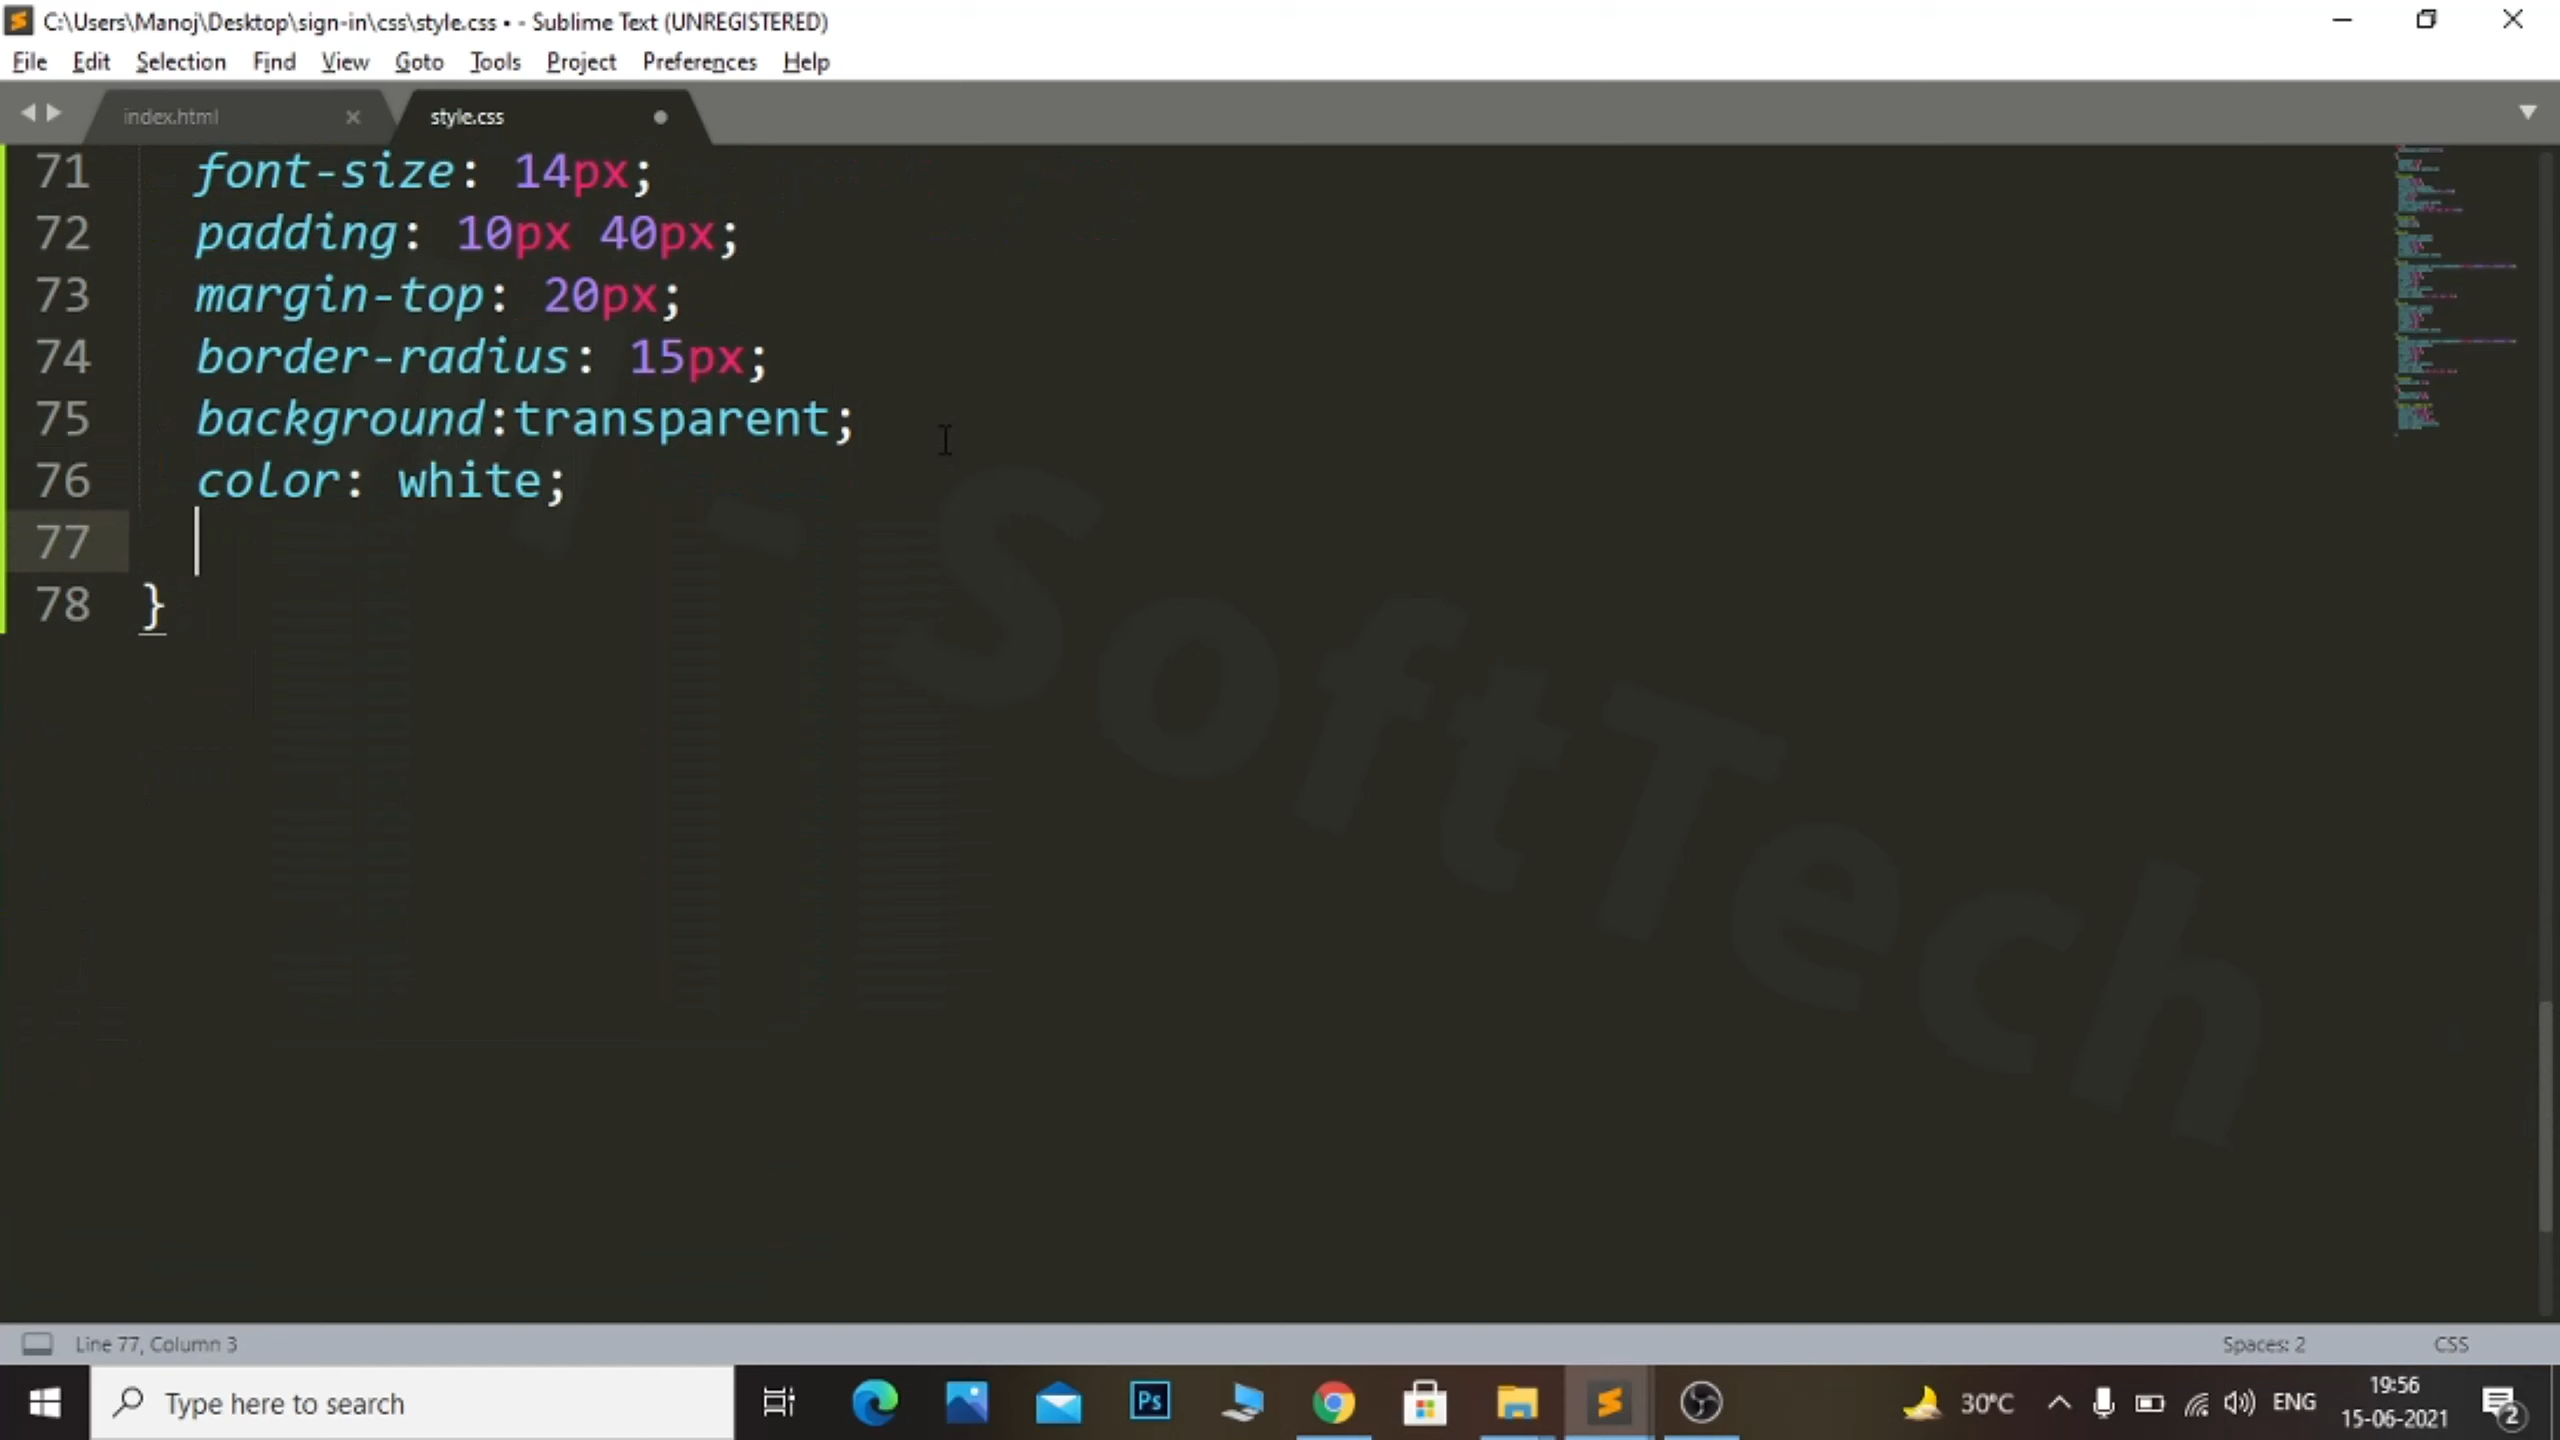 C:\Users\Manoj\Desktop\sign-in\css\style.css • - Sublime Text (UNREGISTERED)
File Edit Selection Find View Goto Tools Project Preferences Help
index.html
style.css
71 font-size: 14px;
72 padding: 10px 40px;
73 margin-top: 20px;
74 border-radius: 15px;
75 background:transparent;
76 color: white;
77
78 }
- SoftTech
Line 77, Column 3
Spaces: 2
CSS
Type here to search
Ps
30°C
ENG
19:56
15-06-2021
2